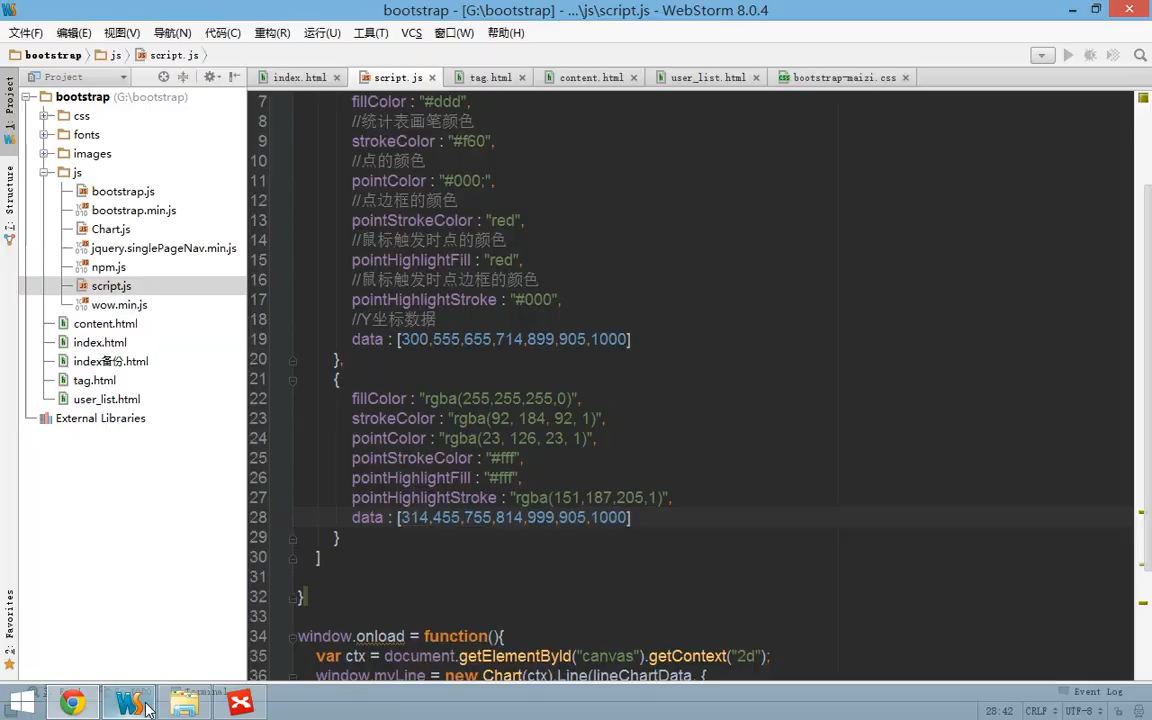 bootstrap - [G:\bootstrap] - ...\js\script.js - WebStorm 8.0.4
文件(F) 编辑(E) 视图(V) 导航(N) 代码(C) 重构(R) 运行(U) 工具(T) VCS 窗口(W) 帮助(H)
bootstrap js script.js
Project
index.html script.js tag.html content.html user_list.html bootstrap-maizi.css
1: Project
7: Structure
2: Favorites
bootstrap (G:\bootstrap)
css
fonts
images
js
bootstrap.js
bootstrap.min.js
Chart.js
jquery.singlePageNav.min.js
npm.js
script.js
wow.min.js
content.html
index.html
index备份.html
tag.html
user_list.html
External Libraries
7 fillColor : "#ddd",
8 //统计表画笔颜色
9 strokeColor : "#f60",
10 //点的颜色
11 pointColor : "#000;",
12 //点边框的颜色
13 pointStrokeColor : "red",
14 //鼠标触发时点的颜色
15 pointHighlightFill : "red",
16 //鼠标触发时点边框的颜色
17 pointHighlightStroke : "#000",
18 //Y坐标数据
19 data : [300,555,655,714,899,905,1000]
20 },
21 {
22 fillColor : "rgba(255,255,255,0)",
23 strokeColor : "rgba(92, 184, 92, 1)",
24 pointColor : "rgba(23, 126, 23, 1)",
25 pointStrokeColor : "#fff",
26 pointHighlightFill : "#fff",
27 pointHighlightStroke : "rgba(151,187,205,1)",
28 data : [314,455,755,814,999,905,1000]
29 }
30 ]
31
32 }
33
34 window.onload = function(){
35 var ctx = document.getElementById("canvas").getContext("2d");
36 window.myLine = new Chart(ctx).Line(lineChartData, {
Event Log
28:42 CRLF UTF-8